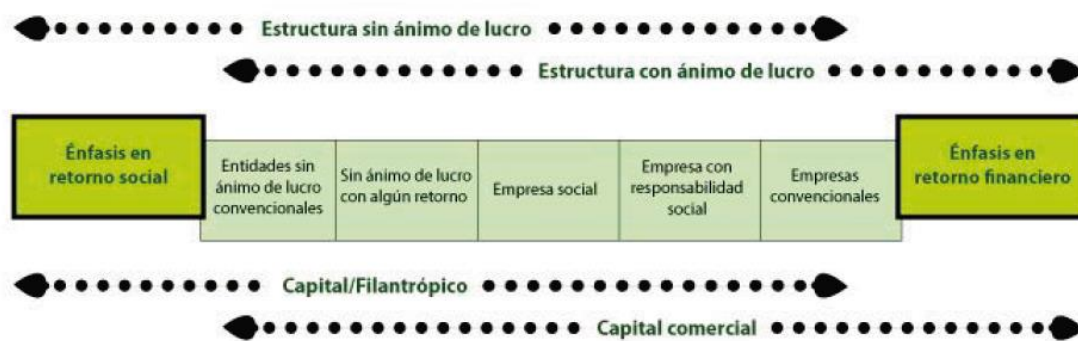 Estructura sin ánimo de lucro
Estructura con ánimo de lucro
Énfasis en
retorno social
Entidades sin
ánimo de lucro
convencionales
Sin ánimo de lucro
con algún retorno
Empresa social
Empresa con
responsabilidad
social
Empresas
convencionales
Énfasis en
retorno financiero
Capital/Filantrópico
Capital comercial